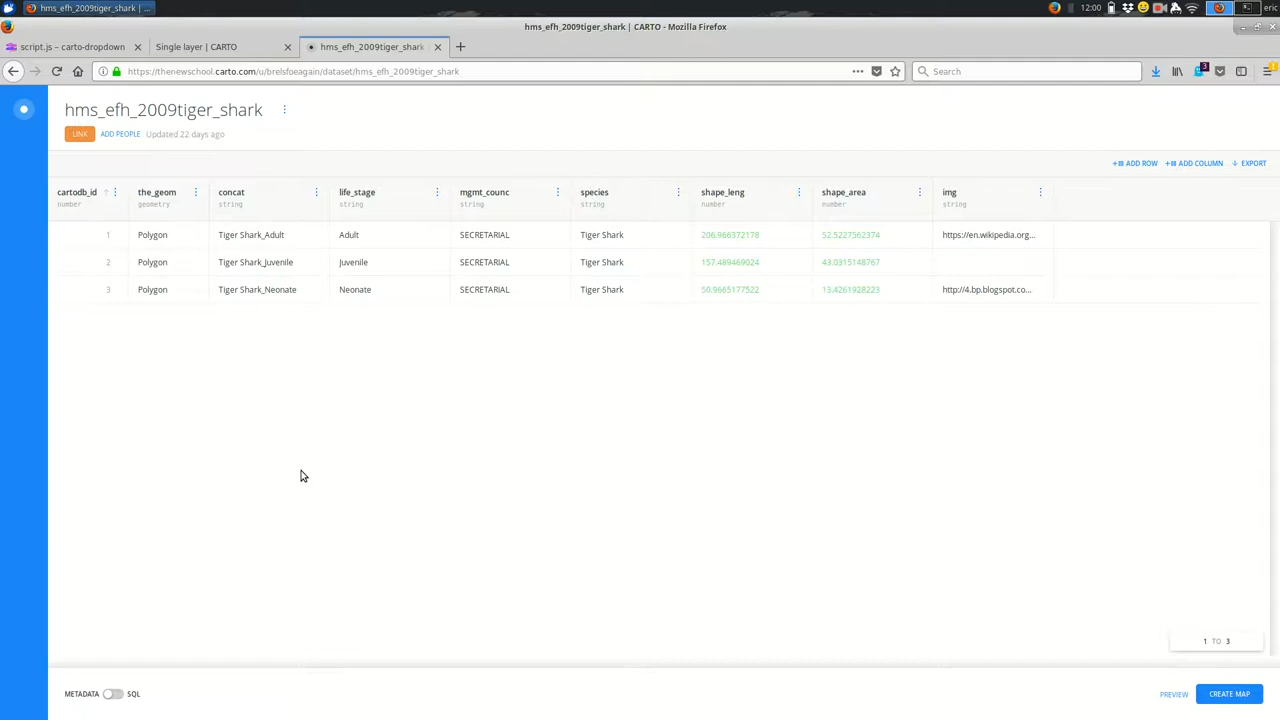 hms_efh_2009tiger_shark | ...
12:00
eric
hms_efh_2009tiger_shark | CARTO - Mozilla Firefox
script.js – carto-dropdown
Single layer | CARTO
hms_efh_2009tiger_shark
https://thenewschool.carto.com/u/brelsfoeagain/dataset/hms_efh_2009tiger_shark
Search
3
hms_efh_2009tiger_shark
LINK ADD PEOPLE Updated 22 days ago
ADD ROW ADD COLUMN EXPORT
cartodb_id the_geom concat life_stage mgmt_counc species shape_leng shape_area img
number geometry string string string string number number string
1 Polygon Tiger Shark_Adult Adult SECRETARIAL Tiger Shark 206.966372178 52.5227562374 https://en.wikipedia.org...
2 Polygon Tiger Shark_Juvenile Juvenile SECRETARIAL Tiger Shark 157.489469024 43.0315148767
3 Polygon Tiger Shark_Neonate Neonate SECRETARIAL Tiger Shark 50.9665177522 13.4261928223 http://4.bp.blogspot.co...
1 TO 3
METADATA SQL
PREVIEW CREATE MAP